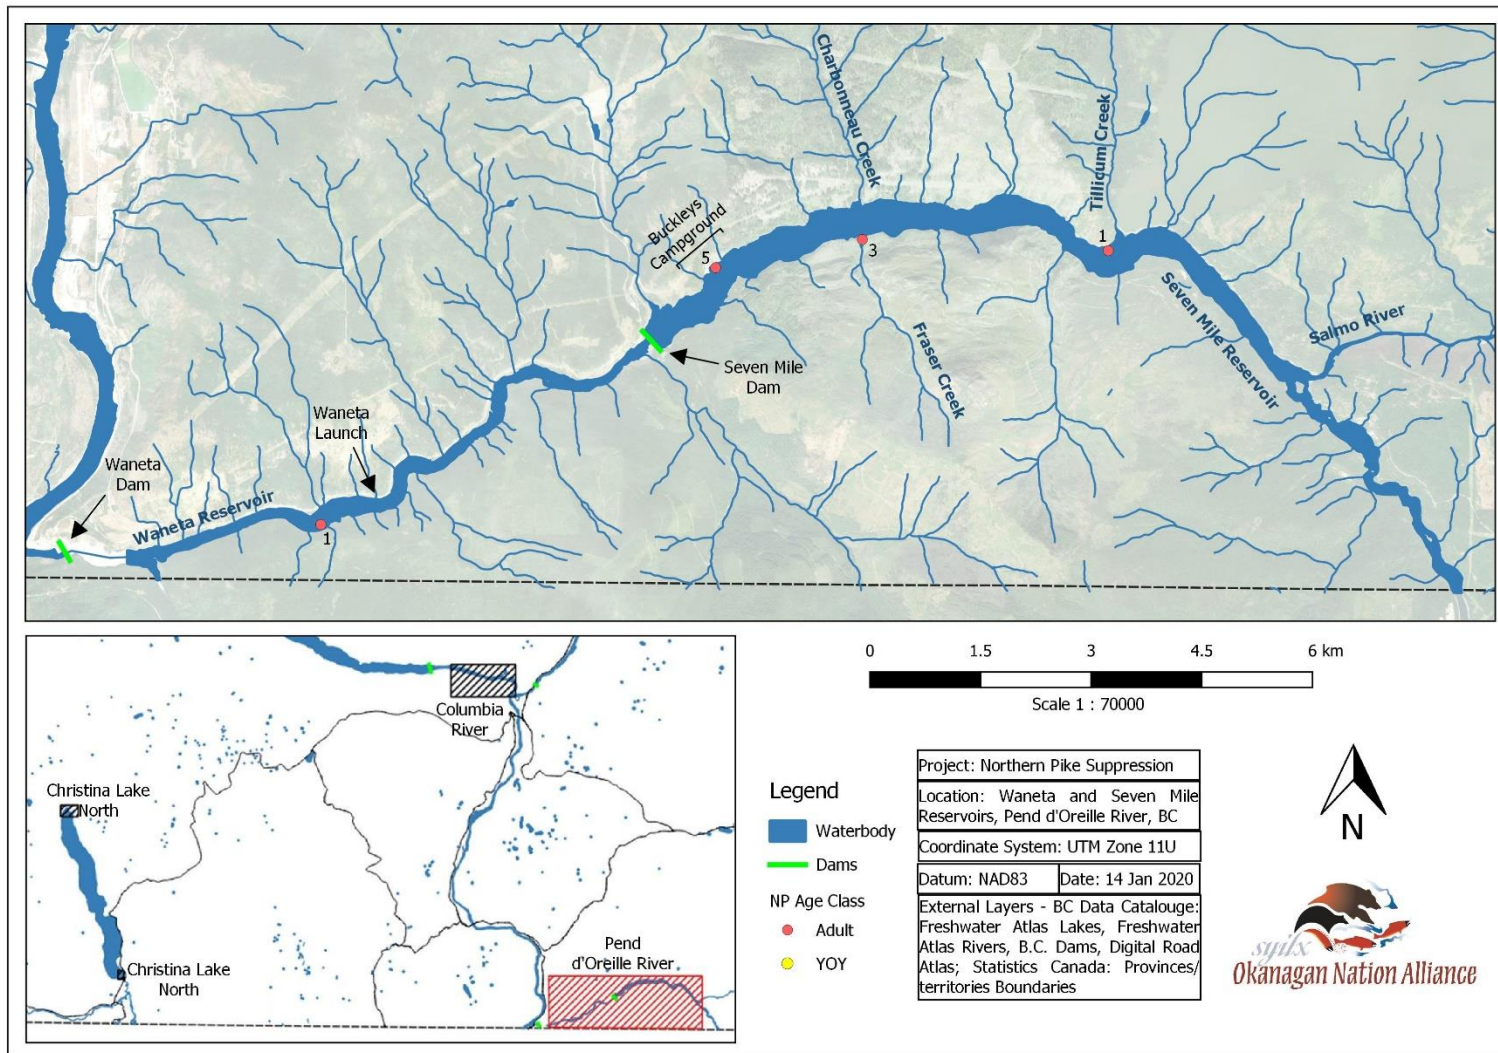 Charbonneau Creek
Tillicum Creek
Buckleys
Campground
5
3
1
Seven Mile Reservoir
Salmo River
Fraser Creek
Seven Mile
Dam
Waneta
Launch
Waneta
Dam
Waneta Reservoir
1
Columbia
River
Christina Lake
North
Christina Lake
North
Pend
d'Oreille River
0 1.5 3 4.5 6 km
Scale 1 : 70000
Legend
Waterbody
Dams
NP Age Class
Adult
YOY
Project: Northern Pike Suppression
Location: Waneta and Seven Mile
Reservoirs, Pend d'Oreille River, BC
Coordinate System: UTM Zone 11U
Datum: NAD83 Date: 14 Jan 2020
External Layers - BC Data Catalouge:
Freshwater Atlas Lakes, Freshwater
Atlas Rivers, B.C. Dams, Digital Road
Atlas; Statistics Canada: Provinces/
territories Boundaries
N
syilx
Okanagan Nation Alliance